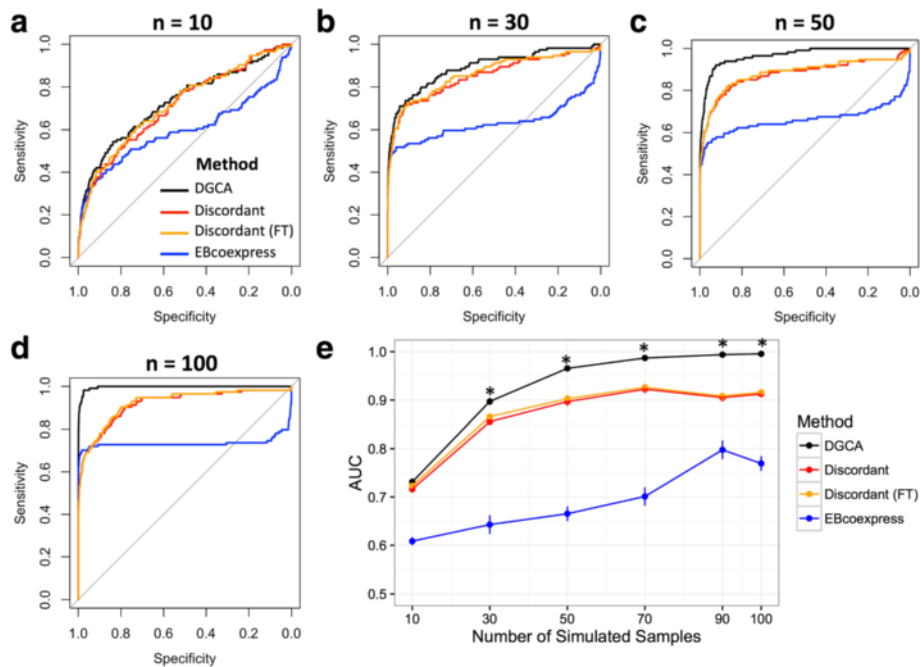 a
n = 10
1.0
0.8
0.6
0.4
0.2
0.0
Sensitivity
Method
DGCA
Discordant
Discordant (FT)
EBcoexpress
1.0 0.8 0.6 0.4 0.2 0.0
Specificity
b
n = 30
1.0
0.8
0.6
0.4
0.2
0.0
Sensitivity
1.0 0.8 0.6 0.4 0.2 0.0
Specificity
c
n = 50
1.0
0.8
0.6
0.4
0.2
0.0
Sensitivity
1.0 0.8 0.6 0.4 0.2 0.0
Specificity
d
n = 100
1.0
0.8
0.6
0.4
0.2
0.0
Sensitivity
1.0 0.8 0.6 0.4 0.2 0.0
Specificity
e
1.0
0.9
0.8
0.7
0.6
0.5
AUC
* * * * *
10 30 50 70 90 100
Number of Simulated Samples
Method
DGCA
Discordant
Discordant (FT)
EBcoexpress